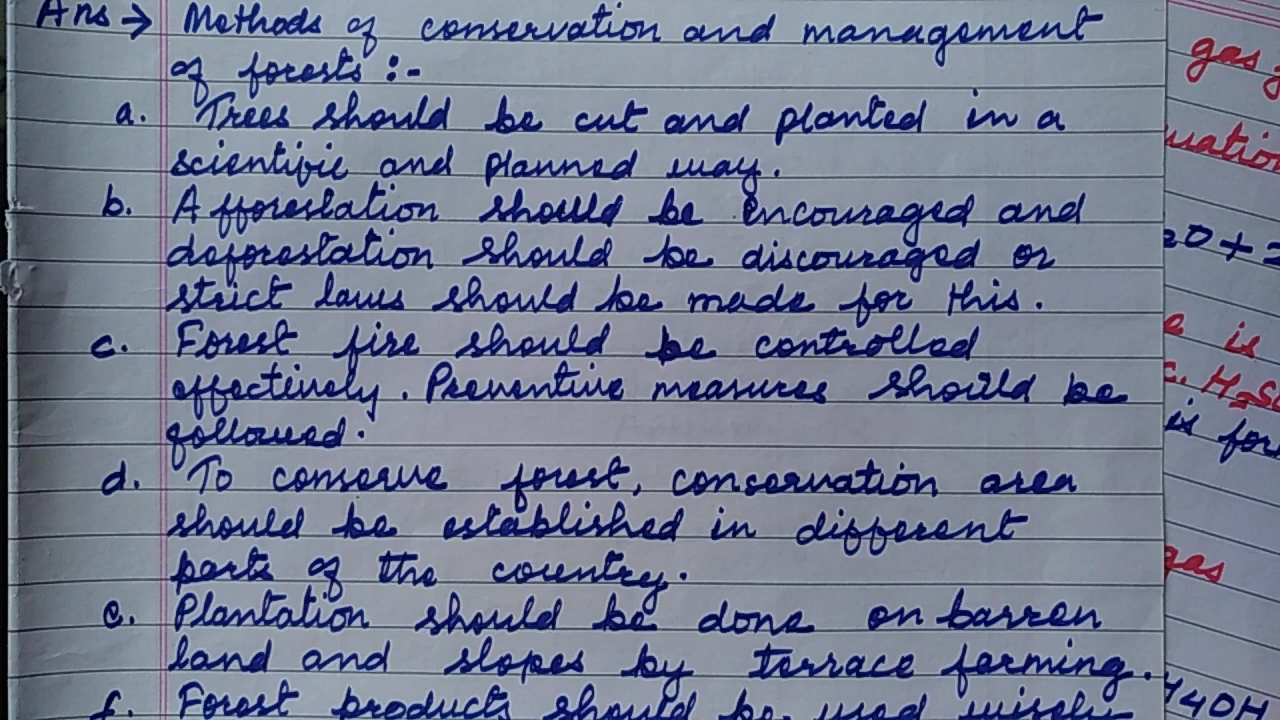 Ans → Methods of conservation and management
of forests :-
a. Trees should be cut and planted in a
scientific and planned way.
b. Afforestation should be encouraged and
deforestation should be discouraged or
strict laws should be made for this.
c. Forest fire should be controlled
effectively. Preventive measures should be
followed.
d. To conserve forest, conservation area
should be established in different
parts of the country.
e. Plantation should be done on barren
land and slopes by terrace farming.
f. Forest products should be used wisely
gas
uation
20 +
e is
c. H2S
is for
gas
H4OH